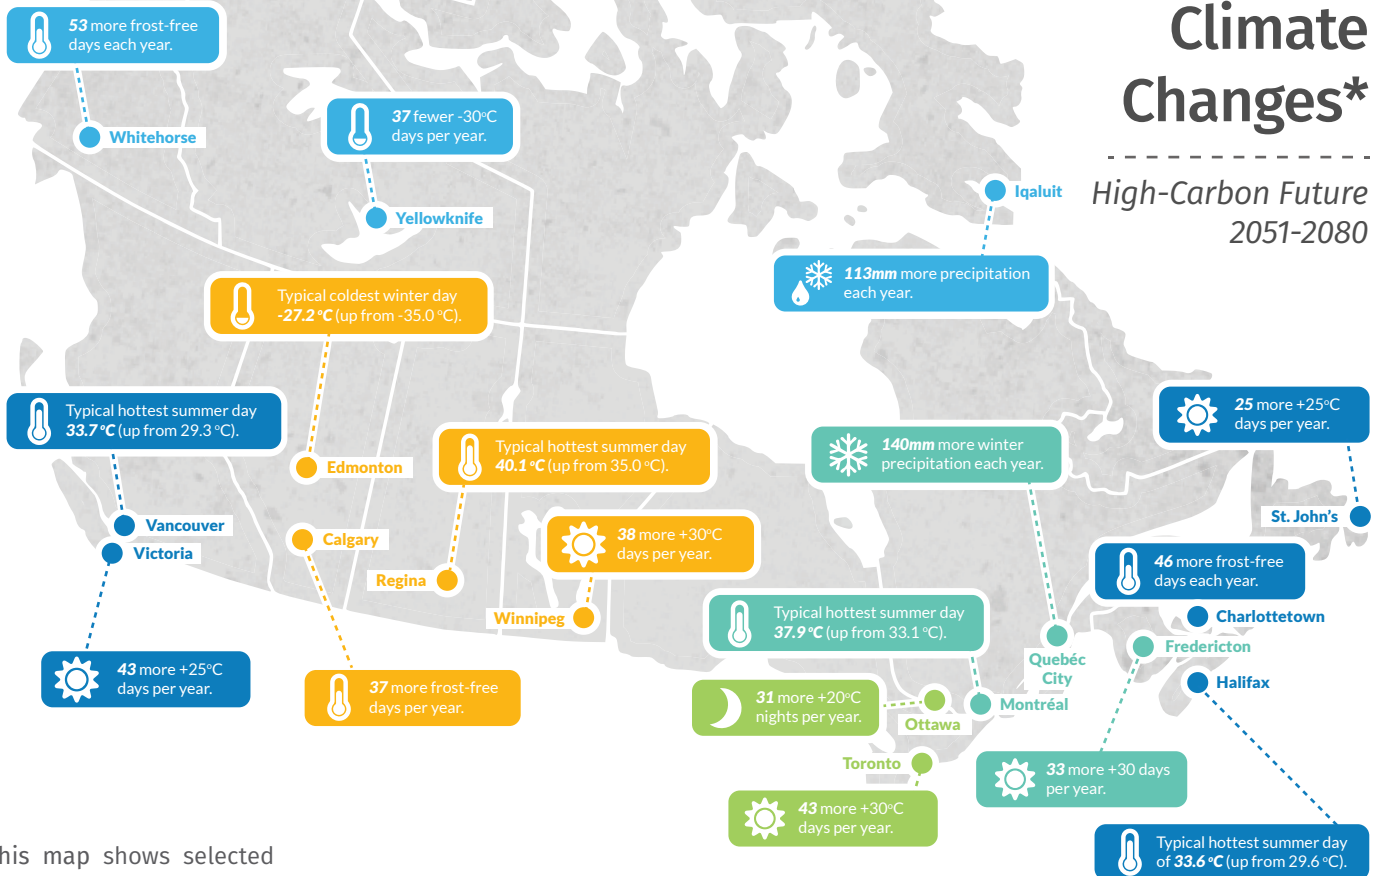 Climate
Changes*
High-Carbon Future
2051-2080
53 more frost-free
days each year.
Whitehorse
37 fewer -30°C
days per year.
Yellowknife
Iqaluit
113mm more precipitation
each year.
Typical coldest winter day
-27.2 °C (up from -35.0 °C).
Edmonton
Typical hottest summer day
33.7 °C (up from 29.3 °C).
Vancouver
Victoria
43 more +25°C
days per year.
Calgary
37 more frost-free
days per year.
Typical hottest summer day
40.1 °C (up from 35.0 °C).
Regina
38 more +30°C
days per year.
Winnipeg
140mm more winter
precipitation each year.
Quebéc
City
25 more +25°C
days per year.
St. John's
46 more frost-free
days each year.
Charlottetown
Fredericton
Halifax
Typical hottest summer day
37.9 °C (up from 33.1 °C).
Montréal
31 more +20°C
nights per year.
Ottawa
Toronto
43 more +30°C
days per year.
33 more +30 days
per year.
Typical hottest summer day
of 33.6 °C (up from 29.6 °C).
his map shows selected